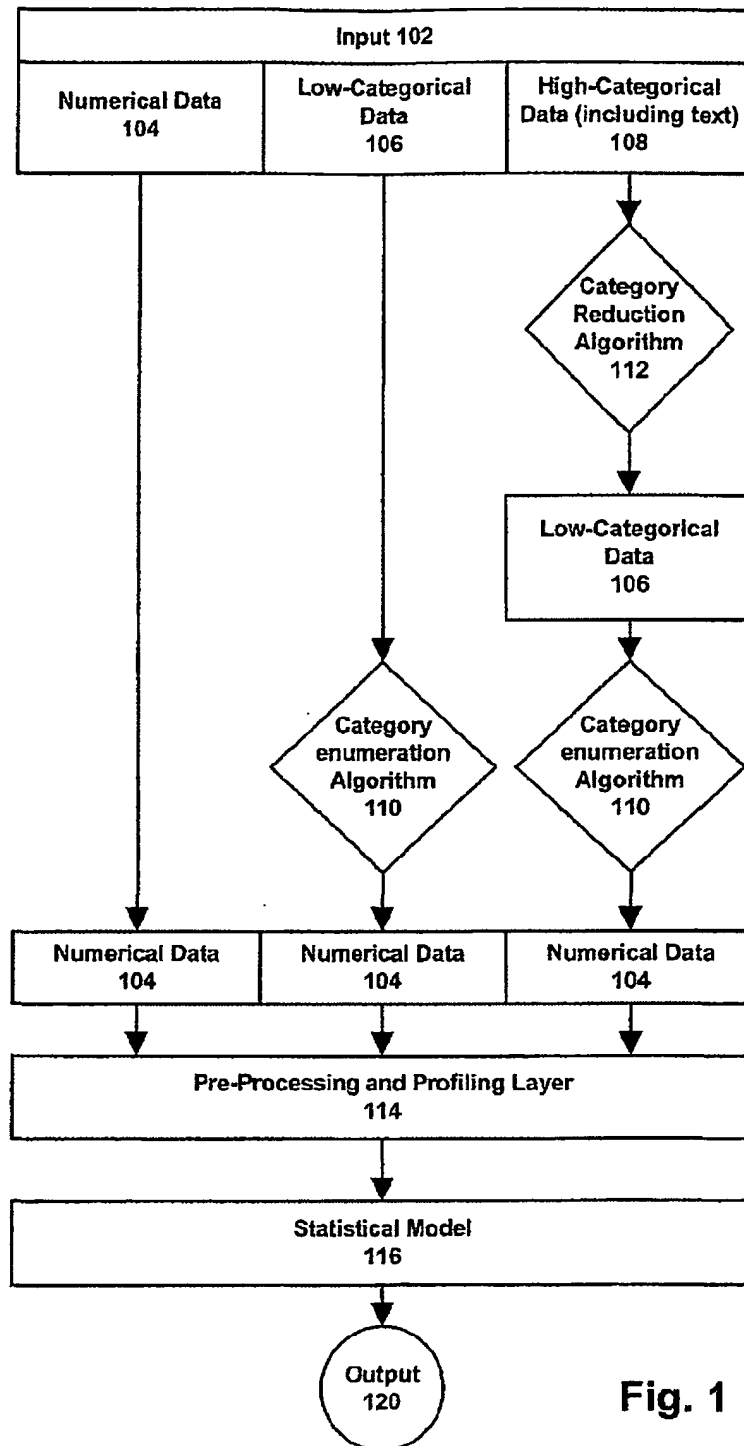 Input 102
Numerical Data
104
Low-Categorical
Data
106
High-Categorical
Data (including text)
108
Category
Reduction
Algorithm
112
Low-Categorical
Data
106
Category
enumeration
Algorithm
110
Category
enumeration
Algorithm
110
Numerical Data
104
Numerical Data
104
Numerical Data
104
Pre-Processing and Profiling Layer
114
Statistical Model
116
Output
120
Fig. 1